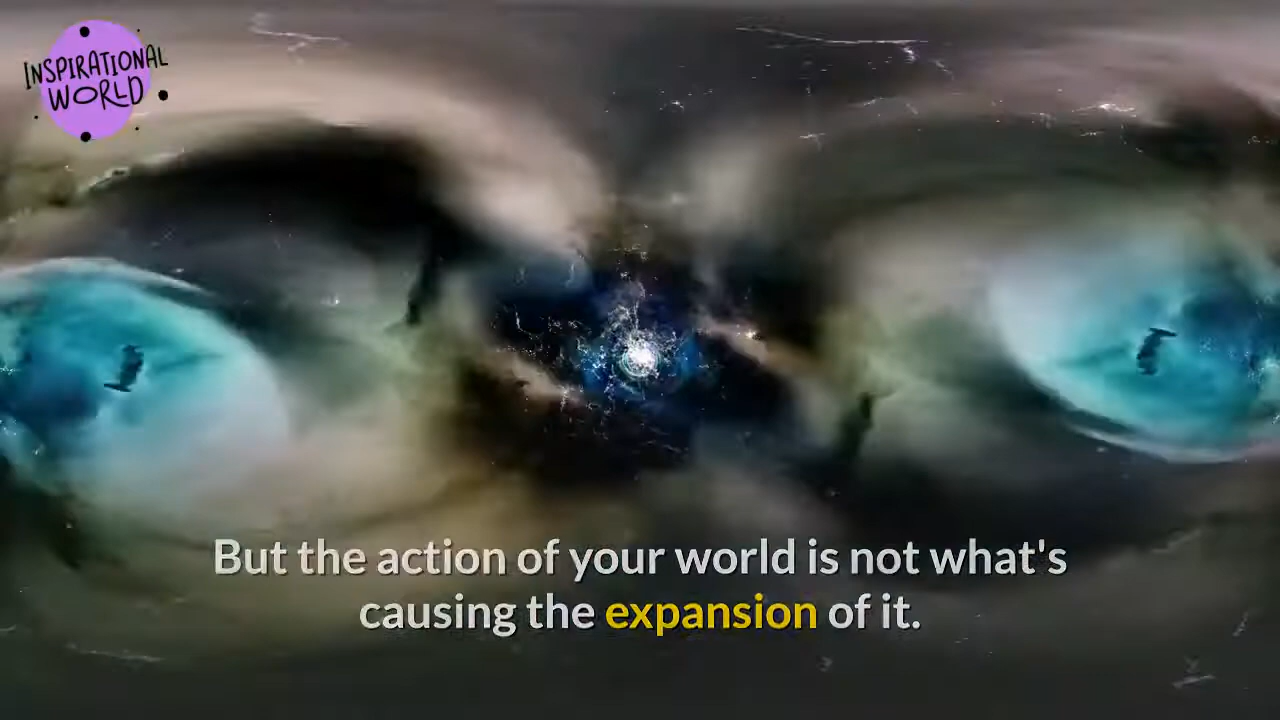 INSPIRATIONAL
WORLD
But the action of your world is not what's
causing the expansion of it.